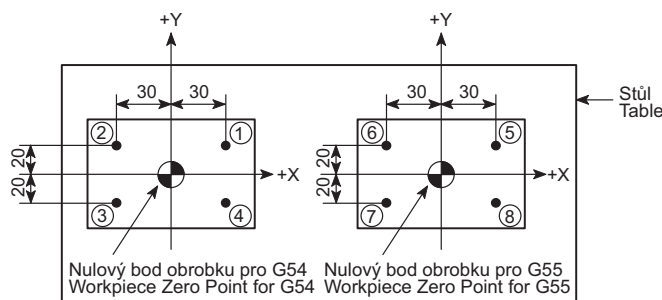 +Y
+Y
30
30
30
30
Stůl
Table
2
1
6
5
20
20
+X
20
20
+X
3
4
7
8
Nulový bod obrobku pro G54
Workpiece Zero Point for G54
Nulový bod obrobku pro G55
Workpiece Zero Point for G55